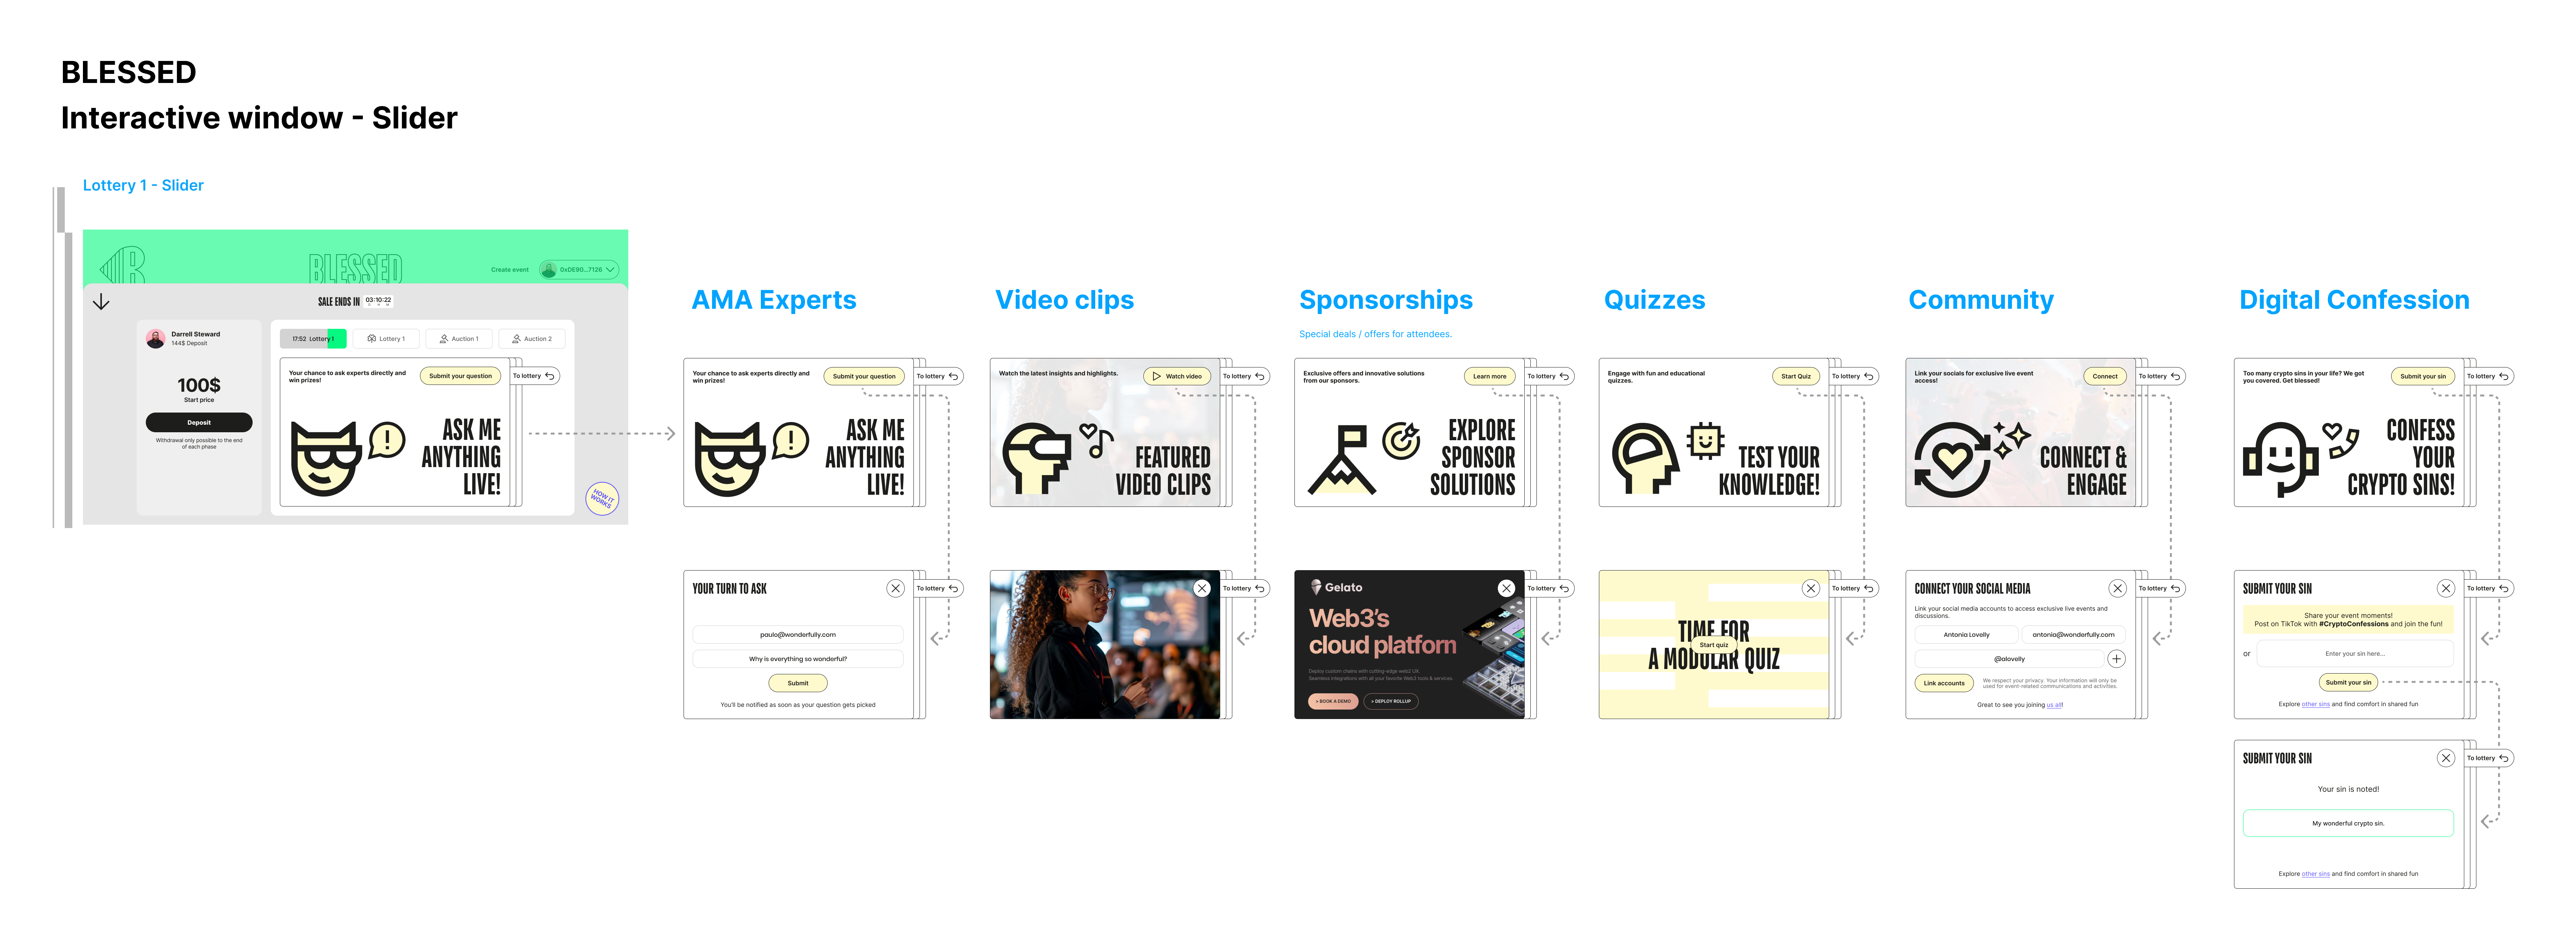 BLESSED
Interactive window - Slider
Lottery 1 - Slider
BLESSED
Create event
0xDE90...7126
SALE ENDS IN
03:10:22
Darrell Steward
144$ Deposit
100$
Start price
Deposit
Withdrawal only possible to the end
of each phase
17:52 Lottery 1
Lottery 1
Auction 1
Auction 2
Your chance to ask experts directly and
win prizes!
Submit your question
To lottery
ASK ME
ANYTHING
LIVE!
HOW IT
WORKS
AMA Experts
Your chance to ask experts directly and
win prizes!
Submit your question
To lottery
ASK ME
ANYTHING
LIVE!
YOUR TURN TO ASK
To lottery
paulo@wonderfully.com
Why is everything so wonderful?
Submit
You'll be notified as soon as your question gets picked
Video clips
Watch the latest insights and highlights.
Watch video
To lottery
FEATURED
VIDEO CLIPS
To lottery
Sponsorships
Special deals / offers for attendees.
Exclusive offers and innovative solutions
from our sponsors.
Learn more
To lottery
EXPLORE
SPONSOR
SOLUTIONS
Gelato
To lottery
Web3's
cloud platform
Deploy custom chains with cutting-edge web2 UX.
Seamless integrations with all your favorite Web3 tools & services.
> BOOK A DEMO
> DEPLOY ROLLUP
Quizzes
Engage with fun and educational
quizzes.
Start Quiz
To lottery
TEST YOUR
KNOWLEDGE!
To lottery
TIME FOR
Start quiz
A MODULAR QUIZ
Community
Link your socials for exclusive live event
access!
Connect
To lottery
CONNECT &
ENGAGE
CONNECT YOUR SOCIAL MEDIA
To lottery
Link your social media accounts to access exclusive live events and
discussions.
Antonia Lovelly
antonia@wonderfully.com
@alovelly
Link accounts
We respect your privacy. Your information will only be
used for event-related communications and activities.
Great to see you joining us all!
Digital Confession
Too many crypto sins in your life? We got
you covered. Get blessed!
Submit your sin
To lottery
CONFESS
YOUR
CRYPTO SINS!
SUBMIT YOUR SIN
To lottery
Share your event moments!
Post on TikTok with #CryptoConfessions and join the fun!
or
Enter your sin here...
Submit your sin
Explore other sins and find comfort in shared fun
SUBMIT YOUR SIN
To lottery
Your sin is noted!
My wonderful crypto sin.
Explore other sins and find comfort in shared fun